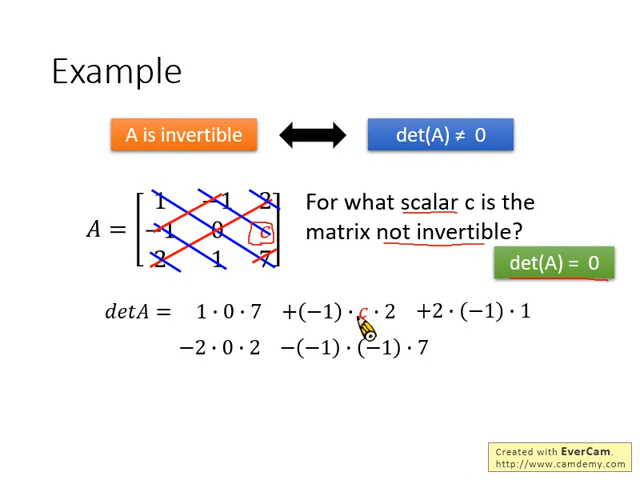 Example
A is invertible
det(A) ≠ 0
A = [ 1 −1 2
−1 0 c
2 1 7 ]
For what scalar c is the
matrix not invertible?
det(A) = 0
detA = 1 · 0 · 7 +(−1) · c · 2 +2 · (−1) · 1
−2 · 0 · 2 −(−1) · (−1) · 7
Created with EverCam.
http://www.camdemy.com